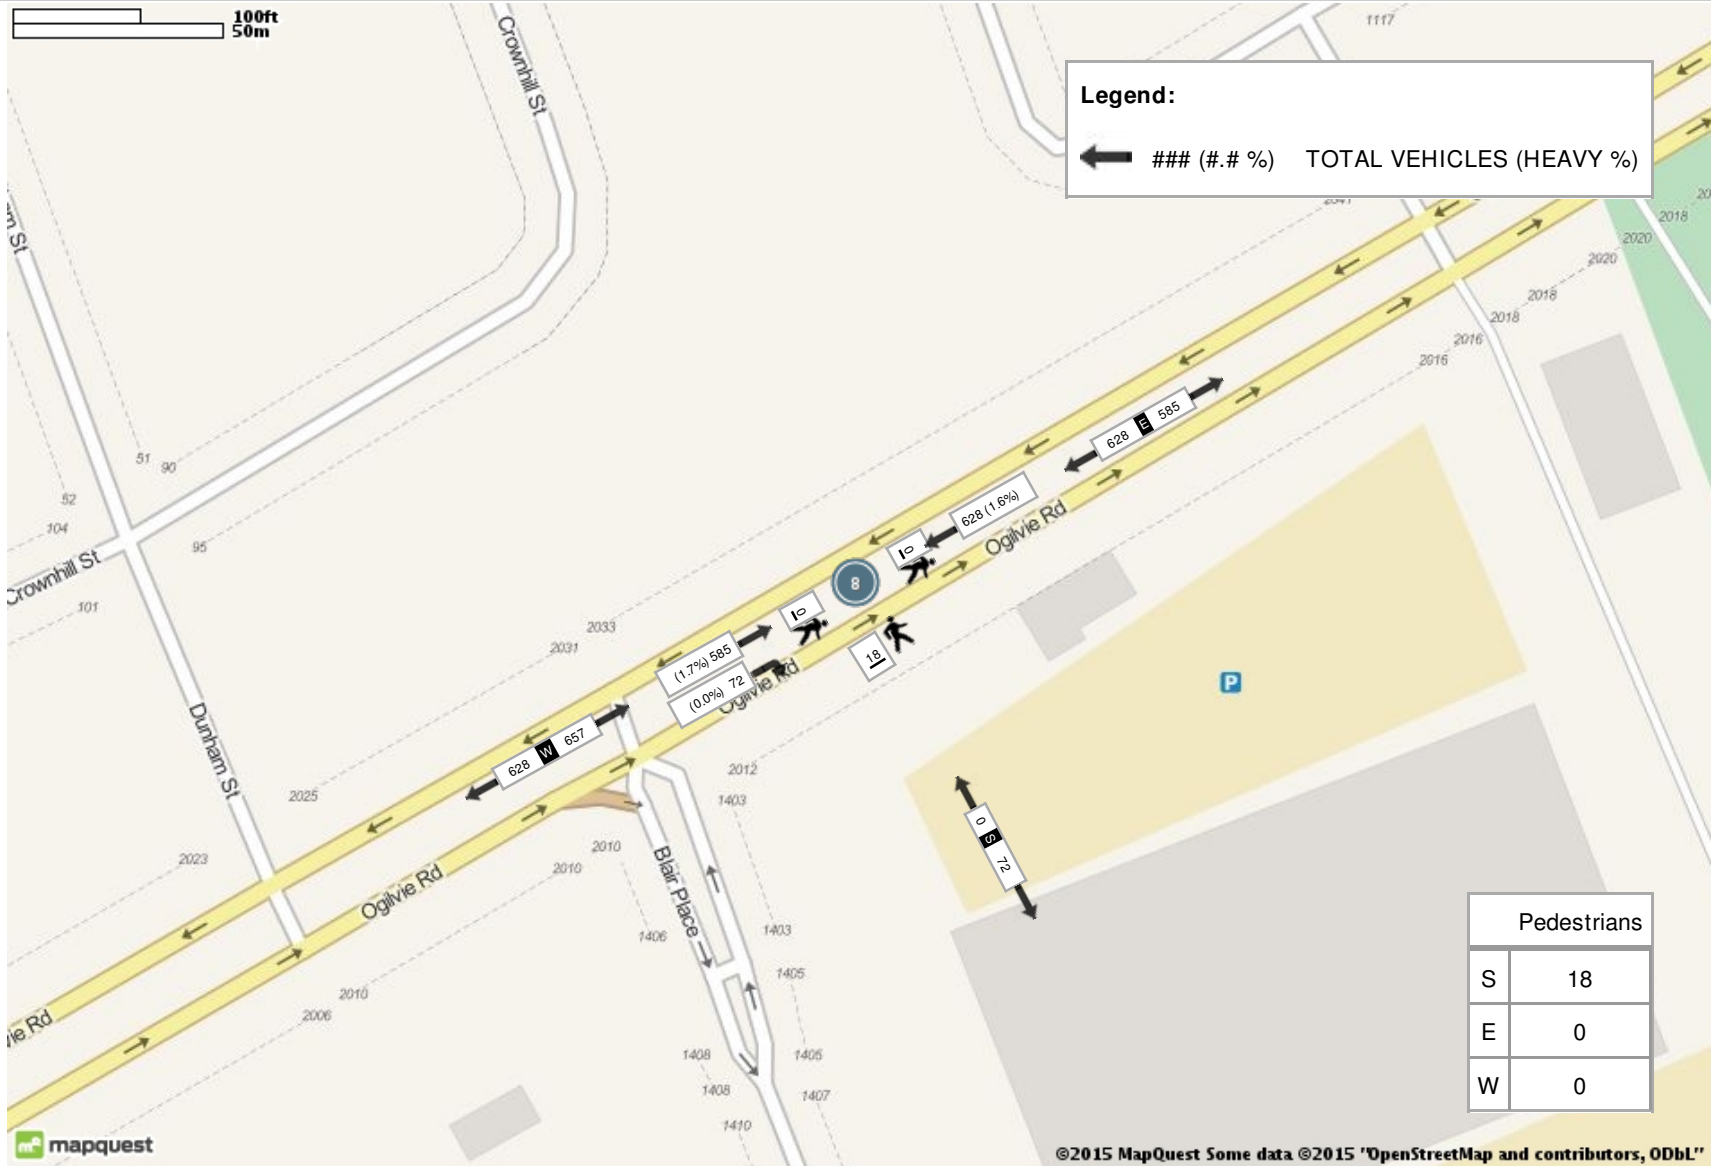 100ft
50m
Crownhill St
1117
Legend:
### (#.# %) TOTAL VEHICLES (HEAVY %)
2018
2020
2020
2018
2018
2016
2016
628 E 585
628 (1.6%)
Ogilvie Rd
0
8
0
18
(1.7%) 585
(0.0%) 72
Ogilvie Rd
628 W 657
51
90
52
104
95
Crownhill St
101
2033
2031
P
Dunham St
2012
1403
2025
2010
2010
2023
Ogilvie Rd
Blair Place
0 S 72
1406
1403
1405
2010
2006
1408
1405
1408
1407
1410
Pedestrians
S 18
E 0
W 0
mapquest
©2015 MapQuest Some data ©2015 "OpenStreetMap and contributors, ODbL"